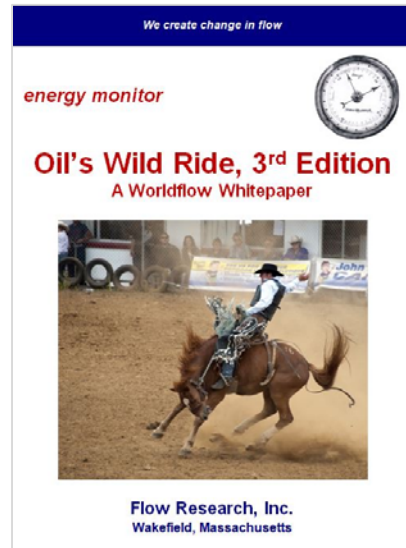 We create change in flow
energy monitor
Oil's Wild Ride, 3rd Edition
A Worldflow Whitepaper
John
Flow Research, Inc.
Wakefield, Massachusetts